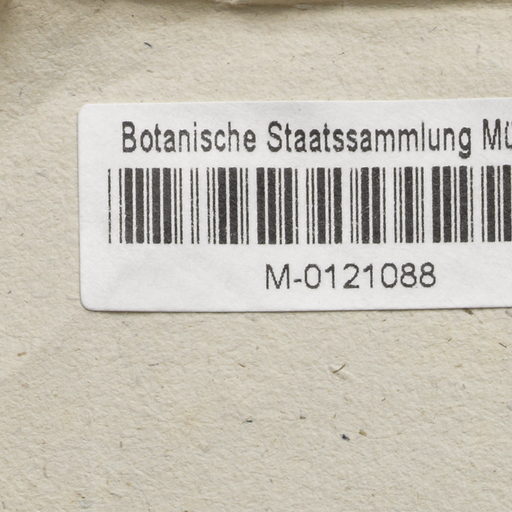 Botanische Staatssammlung Mü
M-0121088